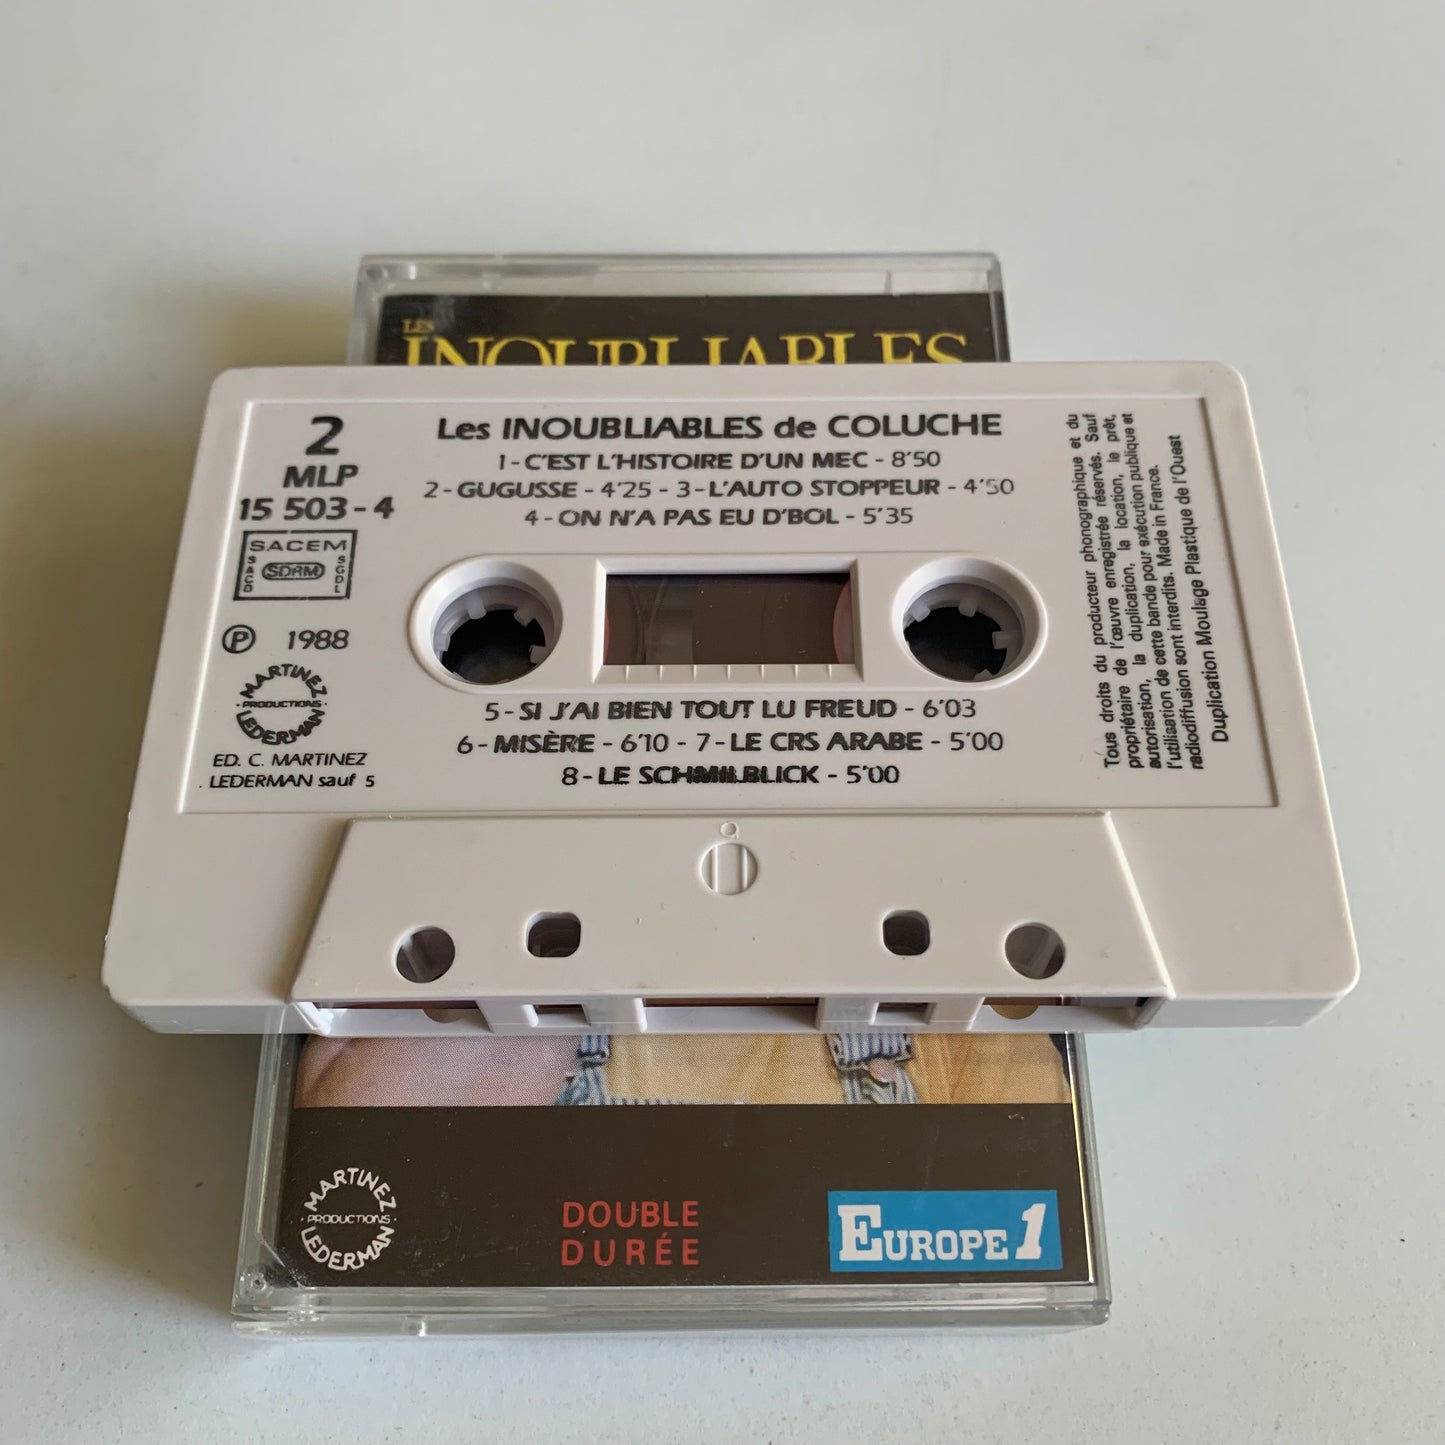 LES
INOUBLIABLES
2
MLP
15 503-4
SACEM
SACD
SDRM
SGDL
Ⓟ 1988
MARTINEZ
· PRODUCTIONS ·
LEDERMAN
ED. C. MARTINEZ
LEDERMAN sauf 5
Les INOUBLIABLES de COLUCHE
1 - C'EST L'HISTOIRE D'UN MEC - 8'50
2 - GUGUSSE - 4'25 - 3 - L'AUTO STOPPEUR - 4'50
4 - ON N'A PAS EU D'BOL - 5'35
5 - SI J'AI BIEN TOUT LU FREUD - 6'03
6 - MISÈRE - 6'10 - 7 - LE CRS ARABE - 5'00
8 - LE SCHMILBLICK - 5'00
Tous droits du producteur phonographique et du
propriétaire de l'œuvre enregistrée réservés. Sauf
autorisation, la duplication, la location, le prêt,
l'utilisation de cette bande pour exécution publique et
radiodiffusion sont interdits. Made in France.
Duplication Moulage Plastique de l'Ouest
MARTINEZ
· PRODUCTIONS ·
LEDERMAN
DOUBLE
DURÉE
EUROPE 1